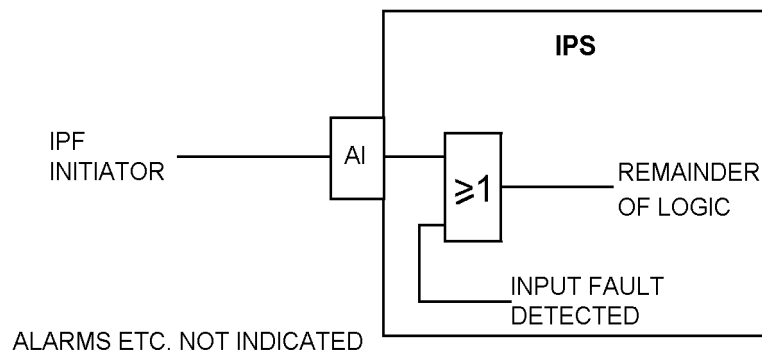 IPS
IPF
INITIATOR
AI
≥1
REMAINDER
OF LOGIC
INPUT FAULT
DETECTED
ALARMS ETC. NOT INDICATED